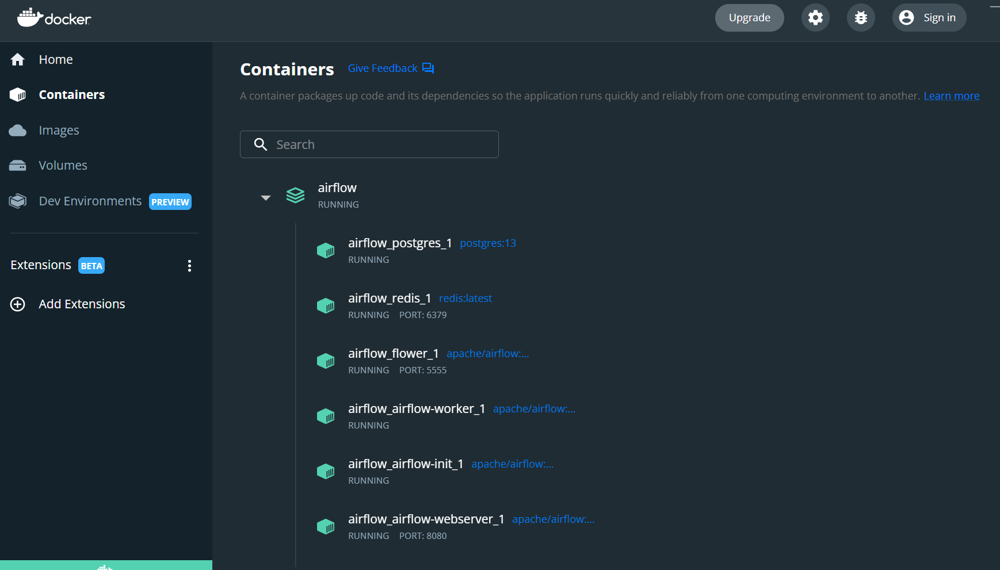 docker
Upgrade
Sign in
Home
Containers
Images
Volumes
Dev Environments PREVIEW
Extensions BETA
Add Extensions
Containers Give Feedback
A container packages up code and its dependencies so the application runs quickly and reliably from one computing environment to another. Learn more
Search
airflow
RUNNING
airflow_postgres_1 postgres:13
RUNNING
airflow_redis_1 redis:latest
RUNNING PORT: 6379
airflow_flower_1 apache/airflow:...
RUNNING PORT: 5555
airflow_airflow-worker_1 apache/airflow:...
RUNNING
airflow_airflow-init_1 apache/airflow:...
RUNNING
airflow_airflow-webserver_1 apache/airflow:...
RUNNING PORT: 8080